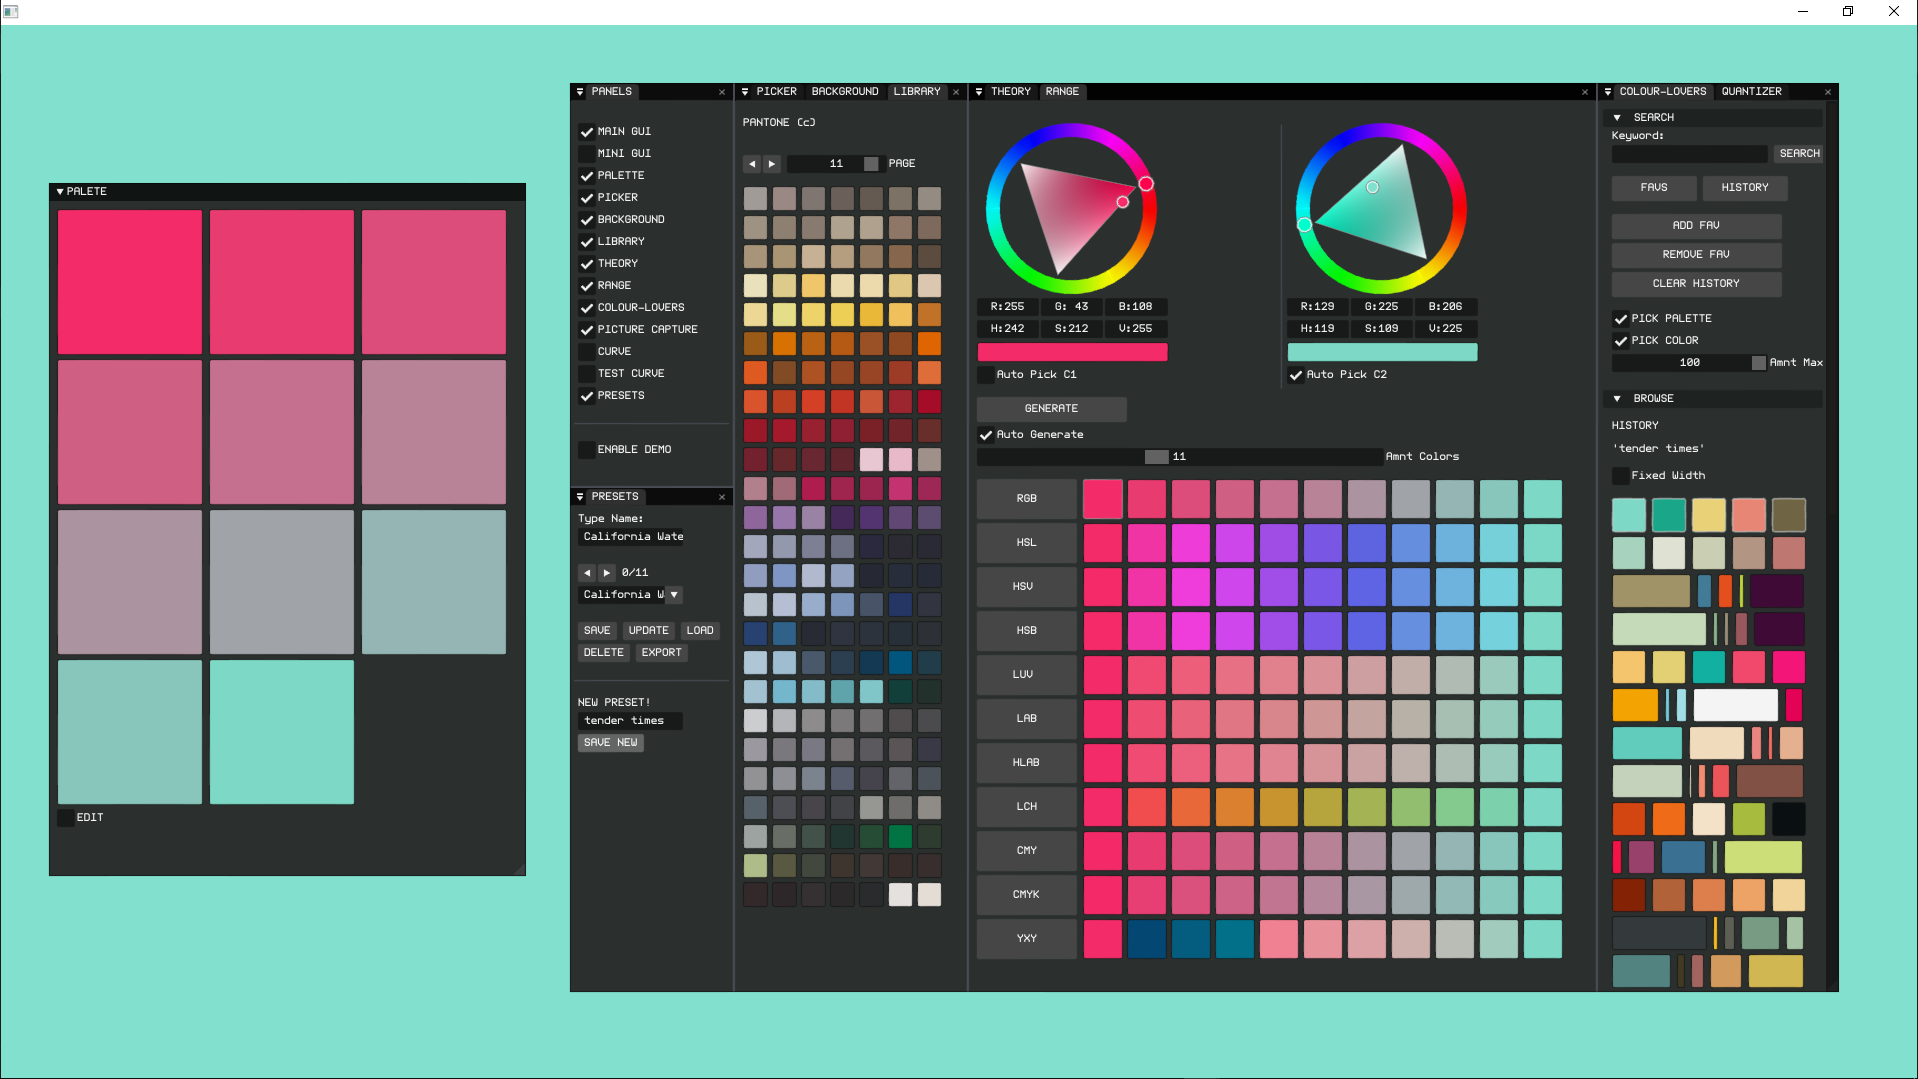 PALETE
EDIT
PANELS
MAIN GUI
MINI GUI
PALETTE
PICKER
BACKGROUND
LIBRARY
THEORY
RANGE
COLOUR-LOVERS
PICTURE CAPTURE
CURVE
TEST CURVE
PRESETS
ENABLE DEMO
PRESETS
Type Name:
California Wate
0/11
California W
SAVE UPDATE LOAD
DELETE EXPORT
NEW PRESET!
tender times
SAVE NEW
PICKER BACKGROUND LIBRARY
PANTONE (c)
11 PAGE
THEORY RANGE
R:255 G: 43 B:108
H:242 S:212 V:255
Auto Pick C1
R:129 G:225 B:206
H:119 S:109 V:225
Auto Pick C2
GENERATE
Auto Generate
11 Amnt Colors
RGB
HSL
HSV
HSB
LUV
LAB
HLAB
LCH
CMY
CMYK
YXY
COLOUR-LOVERS QUANTIZER
SEARCH
Keyword:
SEARCH
FAVS HISTORY
ADD FAV
REMOVE FAV
CLEAR HISTORY
PICK PALETTE
PICK COLOR
100 Amnt Max
BROWSE
HISTORY
'tender times'
Fixed Width